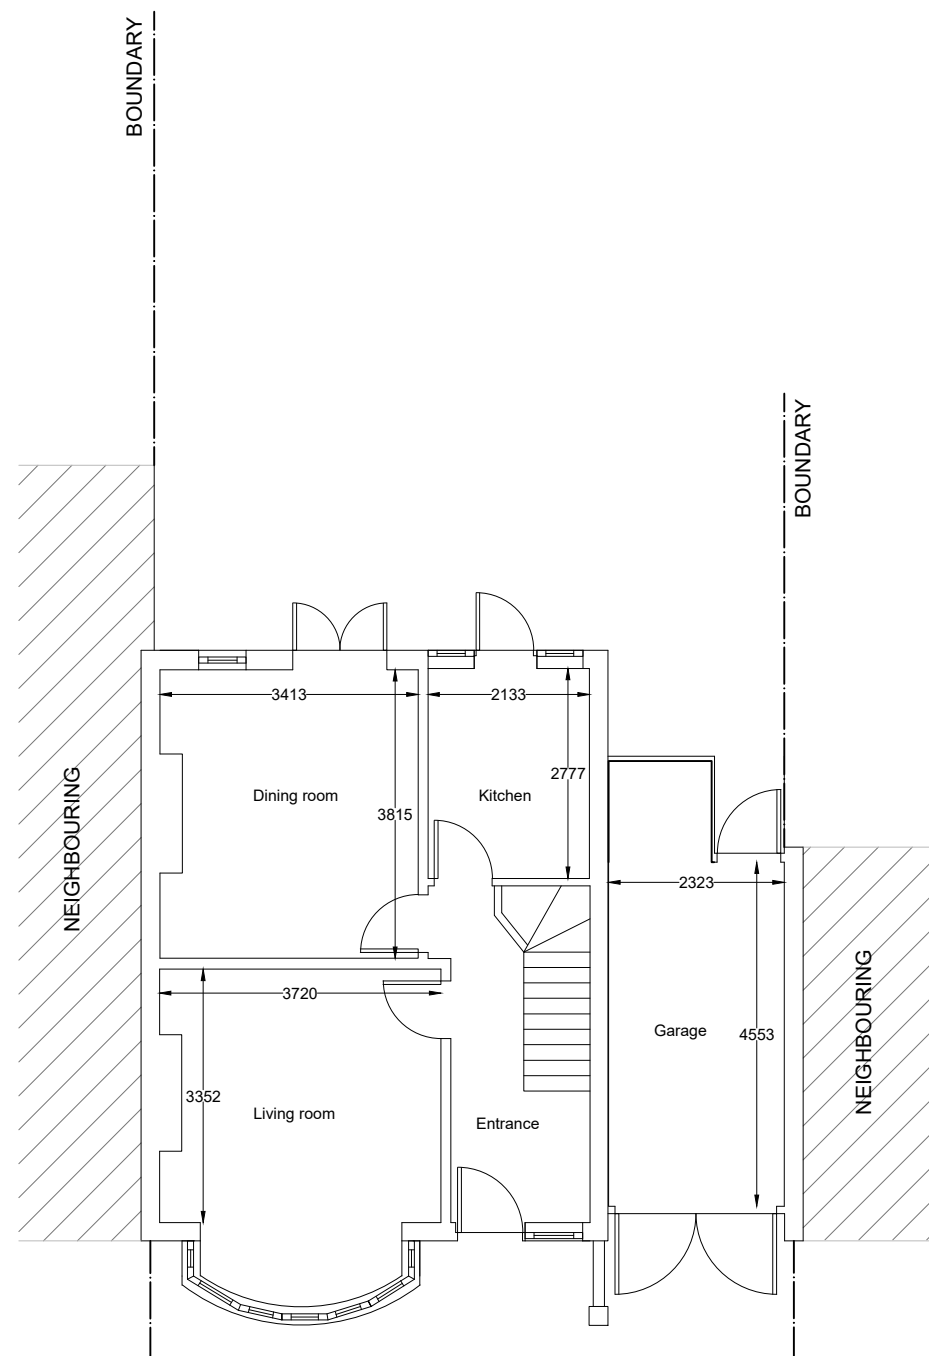 BOUNDARY
BOUNDARY
3413
2133
2777
Dining room
Kitchen
3815
NEIGHBOURING
2323
3720
Garage
4553
NEIGHBOURING
3352
Living room
Entrance